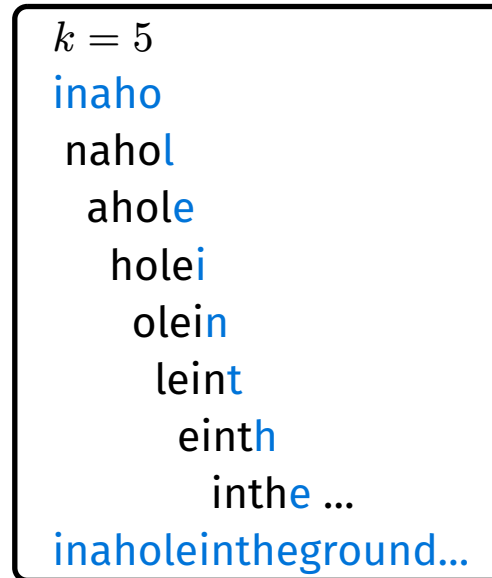 k = 5
inaho
nahol
ahole
holei
olein
leint
einth
inthe ...
inaholeintheground...